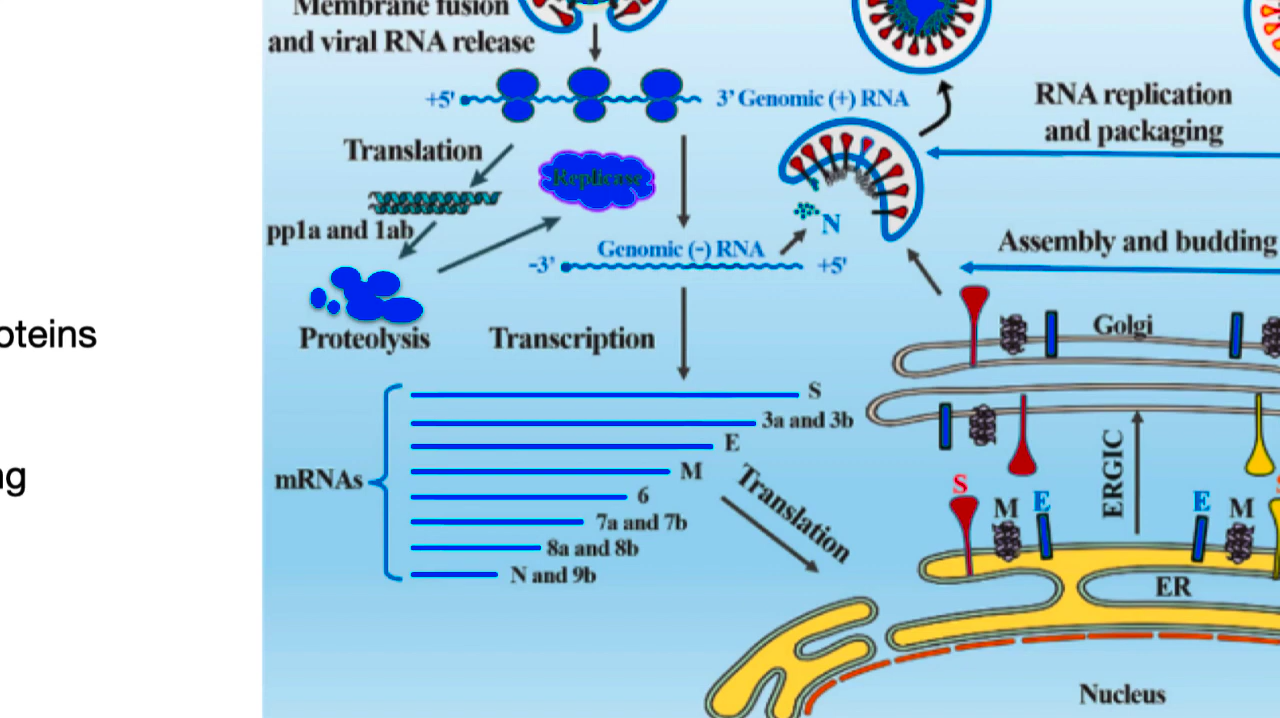 Membrane fusion
and viral RNA release
+5'
3' Genomic (+) RNA
RNA replication
and packaging
Translation
Replicase
pp1a and 1ab
N
Genomic (-) RNA
-3'
+5'
Assembly and budding
oteins
Proteolysis
Transcription
Golgi
S
3a and 3b
E
mRNAs
M
6
7a and 7b
8a and 8b
N and 9b
Translation
ERGIC
S
M
E
E
M
ER
Nucleus
ng